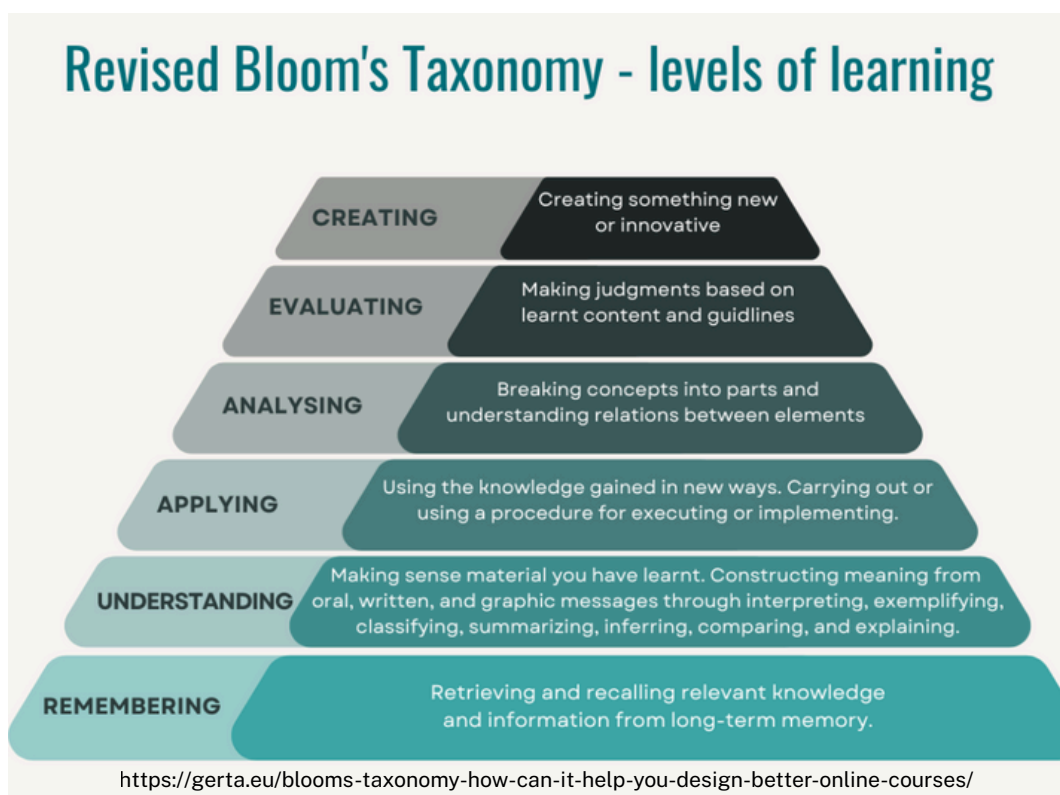 Revised Bloom's Taxonomy - levels of learning
CREATING
Creating something new
or innovative
EVALUATING
Making judgments based on
learnt content and guidlines
ANALYSING
Breaking concepts into parts and
understanding relations between elements
APPLYING
Using the knowledge gained in new ways. Carrying out or
using a procedure for executing or implementing.
UNDERSTANDING
Making sense material you have learnt. Constructing meaning from
oral, written, and graphic messages through interpreting, exemplifying,
classifying, summarizing, inferring, comparing, and explaining.
REMEMBERING
Retrieving and recalling relevant knowledge
and information from long-term memory.
https://gerta.eu/blooms-taxonomy-how-can-it-help-you-design-better-online-courses/